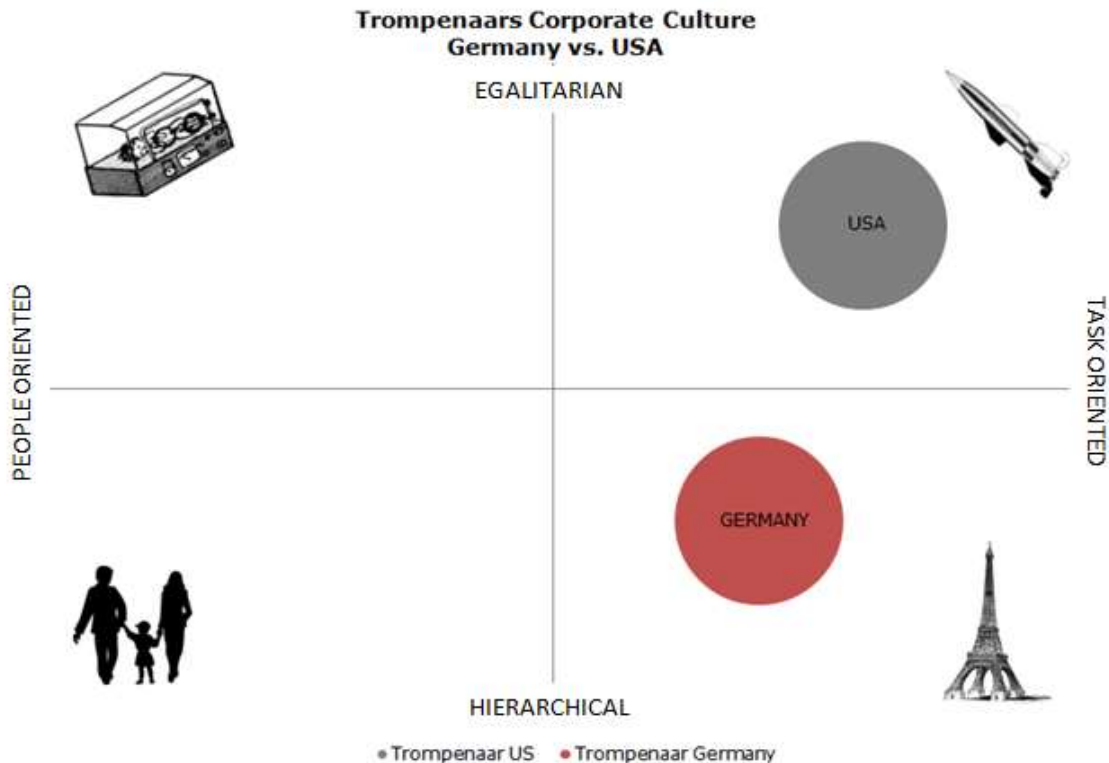 Trompenaars Corporate Culture
Germany vs. USA
EGALITARIAN
USA
PEOPLE ORIENTED
TASK ORIENTED
GERMANY
HIERARCHICAL
Trompenaar US
Trompenaar Germany